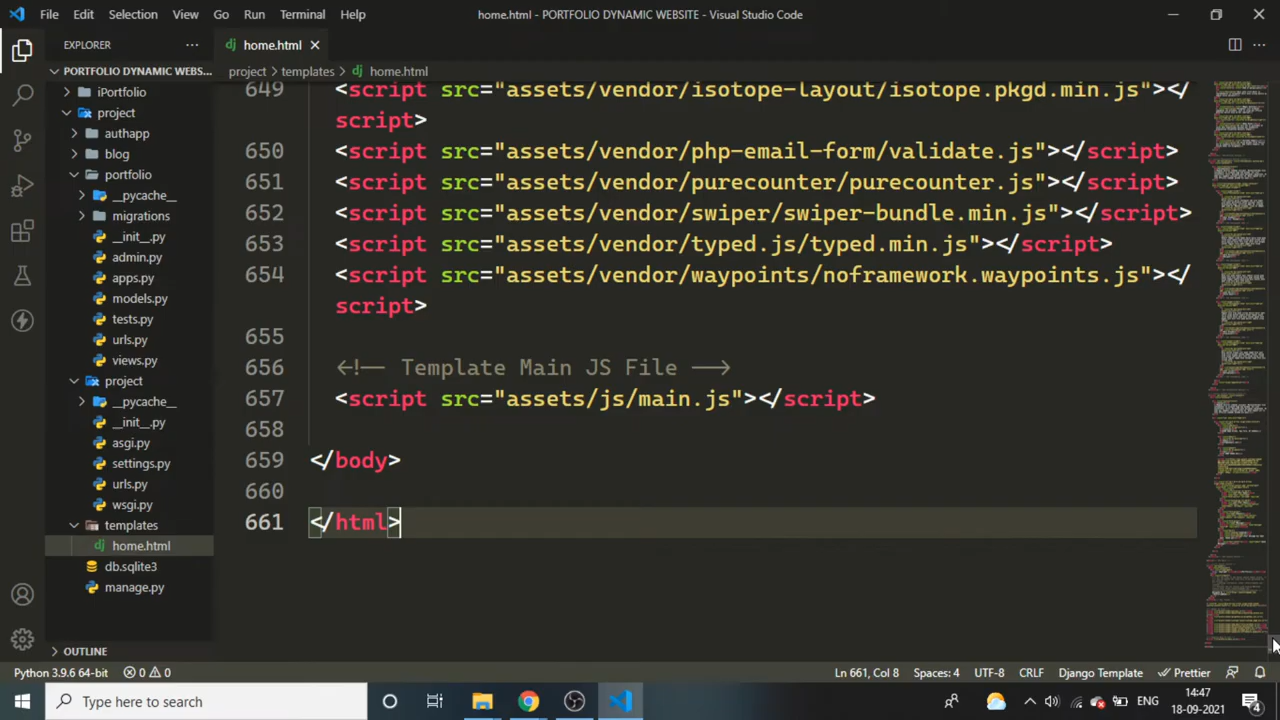 File Edit Selection View Go Run Terminal Help
home.html - PORTFOLIO DYNAMIC WEBSITE - Visual Studio Code
EXPLORER
home.html
PORTFOLIO DYNAMIC WEBS...
project > templates > home.html
iPortfolio
project
authapp
blog
portfolio
__pycache__
migrations
__init__.py
admin.py
apps.py
models.py
tests.py
urls.py
views.py
project
__pycache__
__init__.py
asgi.py
settings.py
urls.py
wsgi.py
templates
home.html
db.sqlite3
manage.py
OUTLINE
649 <script src="assets/vendor/isotope-layout/isotope.pkgd.min.js"></
script>
650 <script src="assets/vendor/php-email-form/validate.js"></script>
651 <script src="assets/vendor/purecounter/purecounter.js"></script>
652 <script src="assets/vendor/swiper/swiper-bundle.min.js"></script>
653 <script src="assets/vendor/typed.js/typed.min.js"></script>
654 <script src="assets/vendor/waypoints/noframework.waypoints.js"></
script>
655
656 <!-- Template Main JS File -->
657 <script src="assets/js/main.js"></script>
658
659 </body>
660
661 </html>
Python 3.9.6 64-bit 0 0 Ln 661, Col 8 Spaces: 4 UTF-8 CRLF Django Template Prettier
Type here to search
ENG
14:47
18-09-2021
4